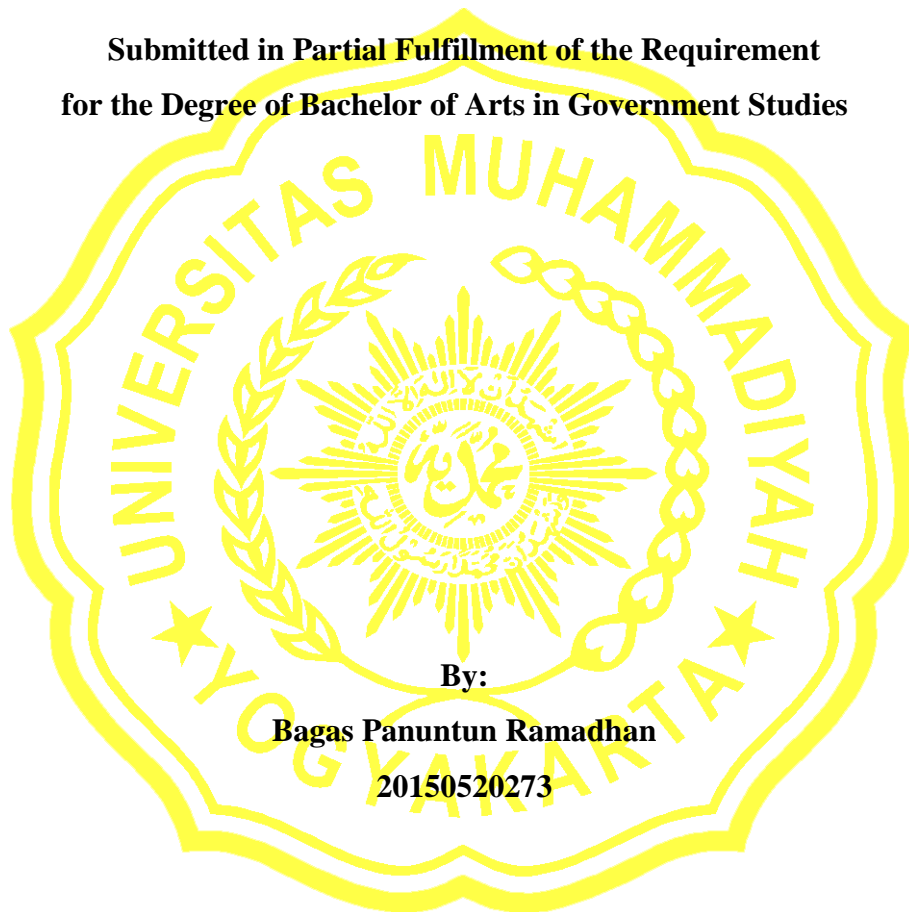 Submitted in Partial Fulfillment of the Requirement
for the Degree of Bachelor of Arts in Government Studies
UNIVERSITAS MUHAMMADIYAH
YOGYAKARTA
محمدية
By:
Bagas Panuntun Ramadhan
20150520273